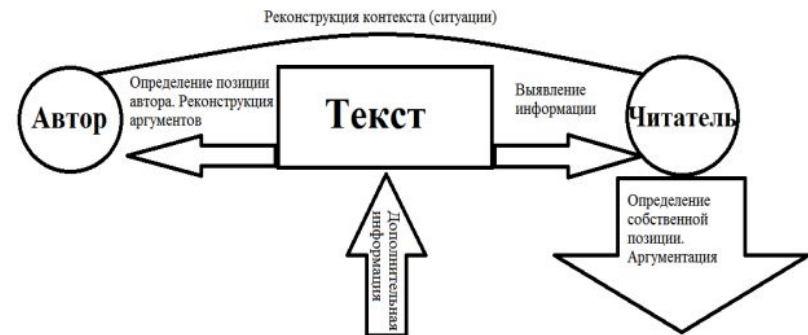 Реконструкция контекста (ситуации)
Автор
Определение позиции
автора. Реконструкция
аргументов
Текст
Выявление
информации
Читатель
Дополнительная
информация
Определение
собственной
позиции.
Аргументация